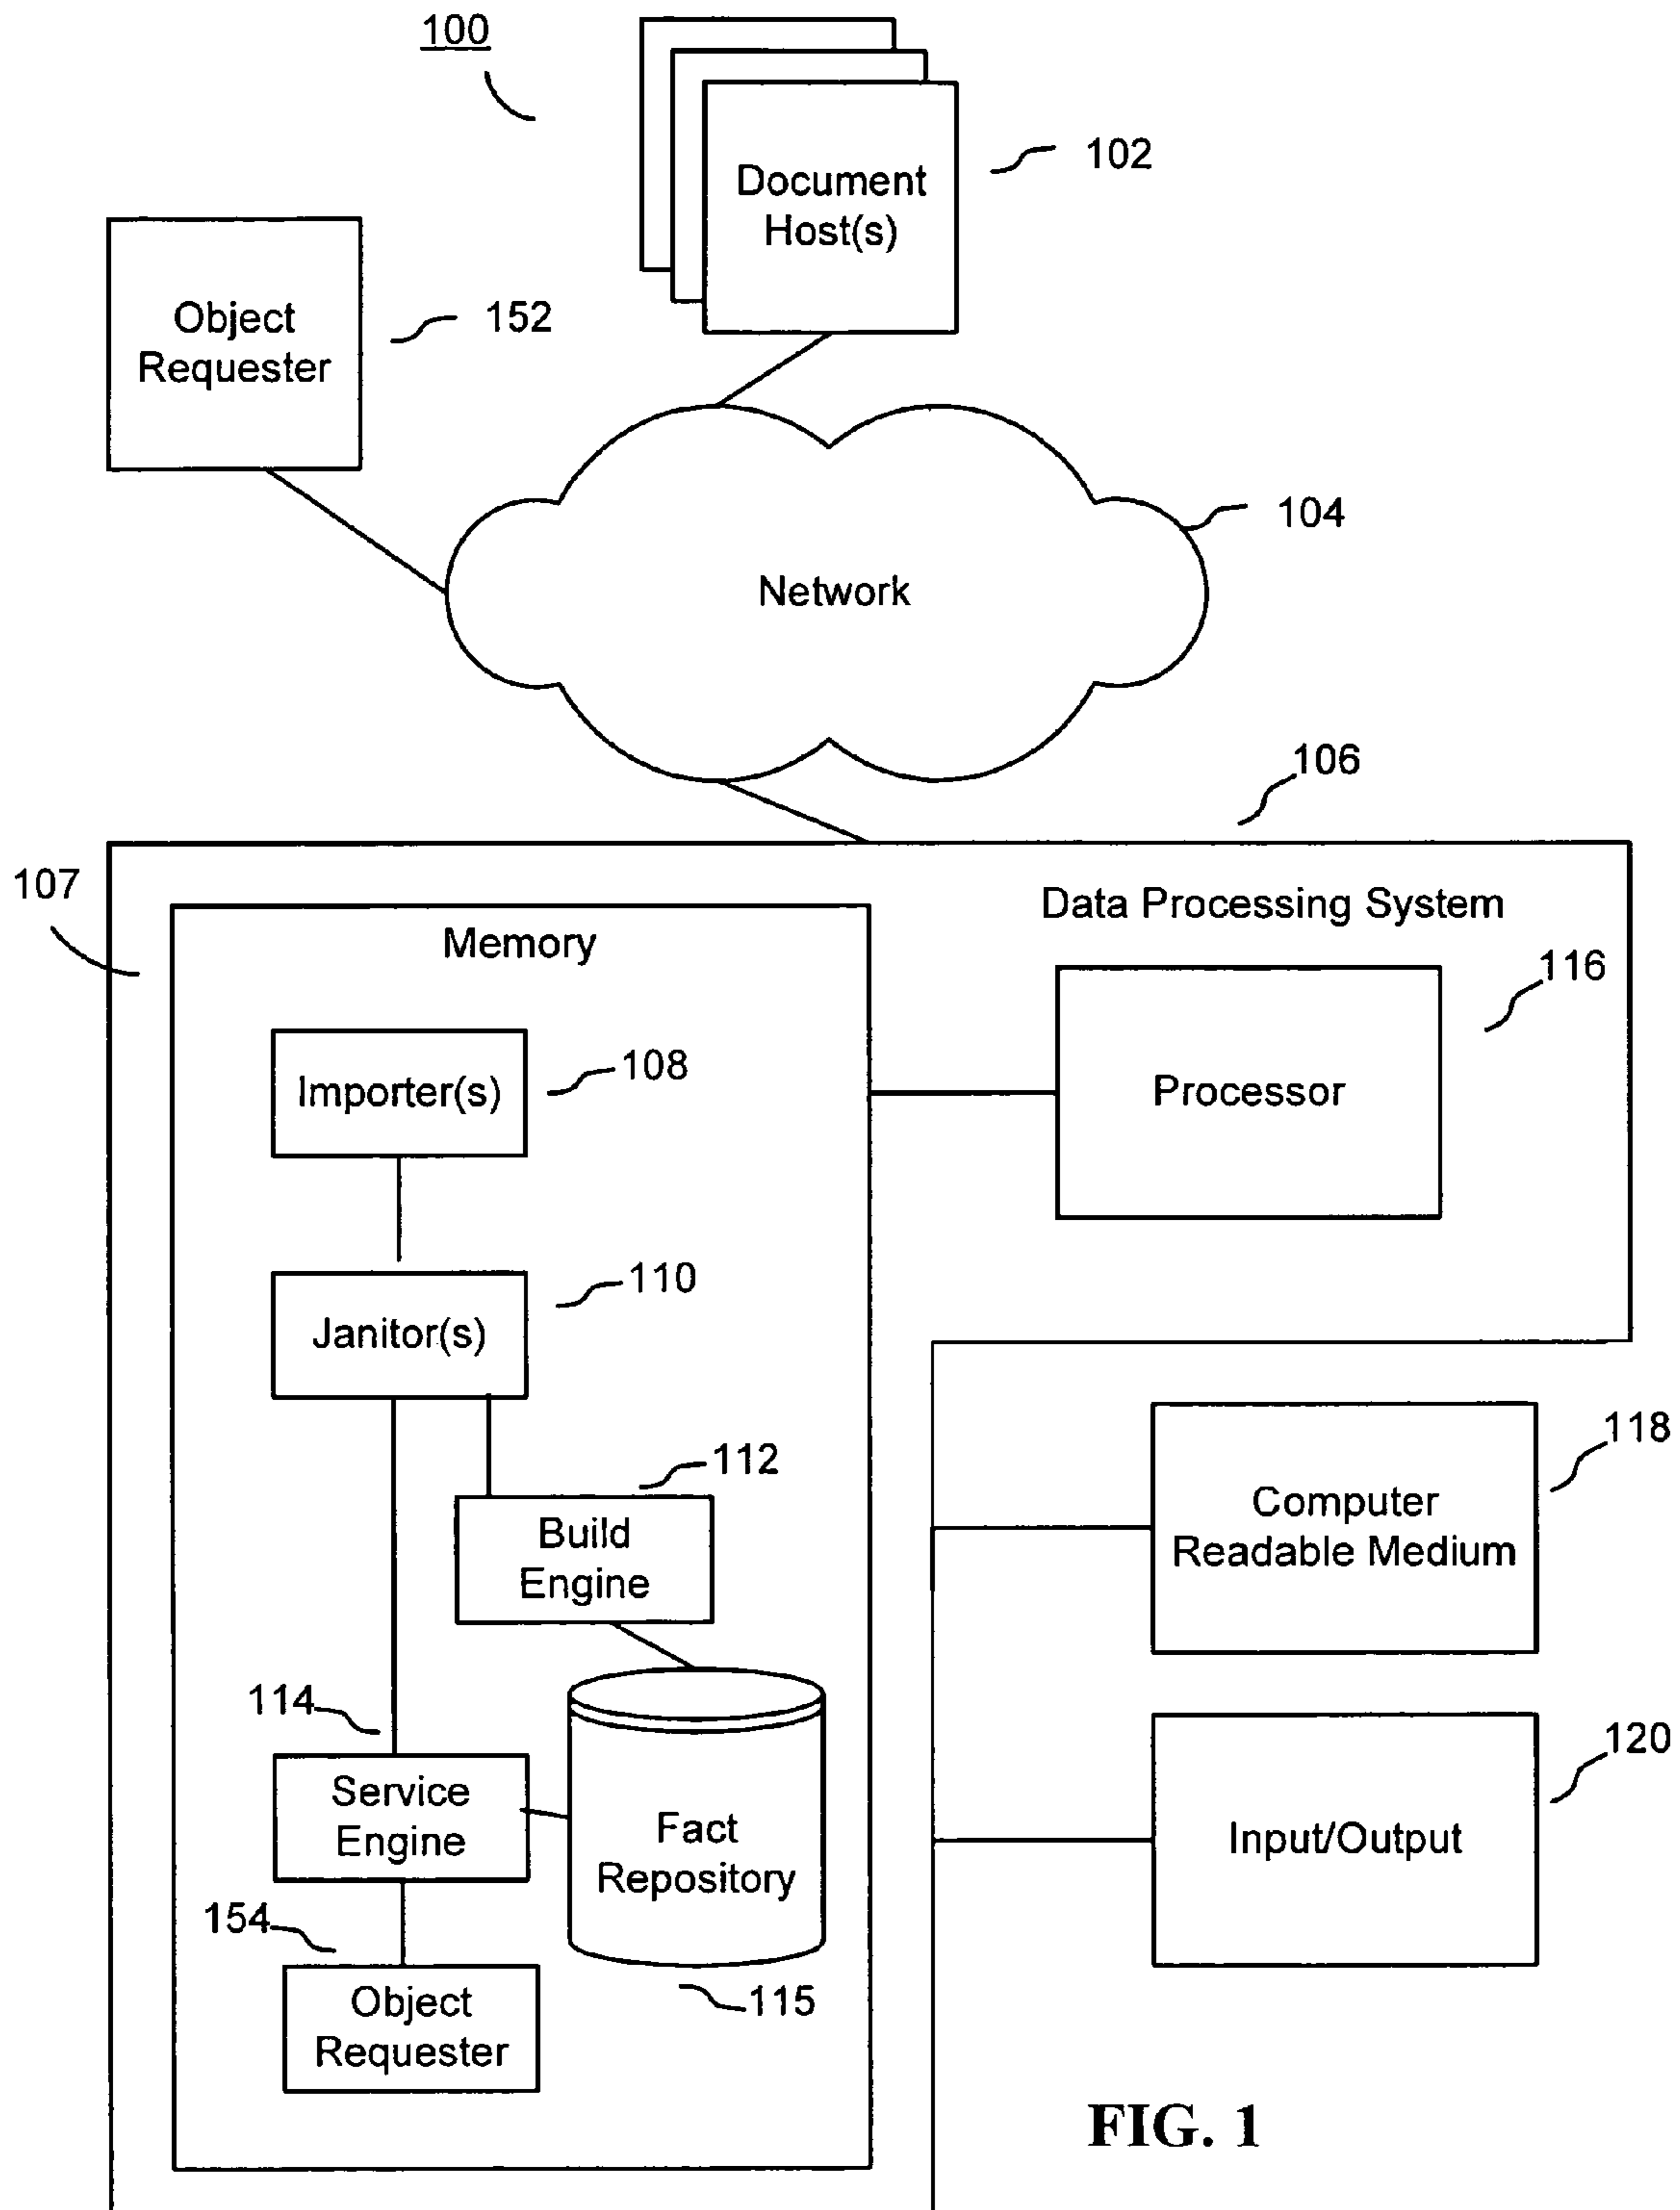 100
102
Document
Host(s)
Object
Requester
152
104
Network
106
107
Data Processing System
Memory
116
108
Importer(s)
Processor
110
Janitor(s)
118
112
Computer
Readable Medium
Build
Engine
114
120
Service
Engine
Fact
Repository
Input/Output
154
115
Object
Requester
FIG. 1